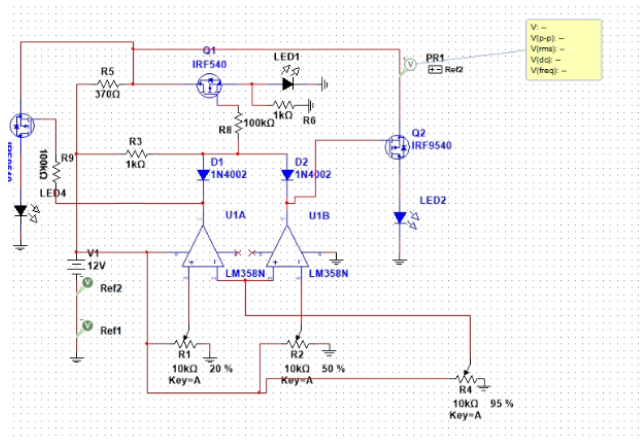 V: --
V(p-p): --
V(rms): --
V(dc): --
V(freq): --
Q1
IRF540
LED1
PR1
Ref2
R5
370Ω
R8
100kΩ
1kΩ
R6
R3
1kΩ
Q2
IRF9540
100kΩ
R9
LED4
D1
1N4002
D2
1N4002
LED2
U1A
U1B
V1
12V
LM358N
LM358N
Ref2
Ref1
R1
20 %
10kΩ
Key=A
R2
50 %
10kΩ
Key=A
R4
10kΩ
95 %
Key=A